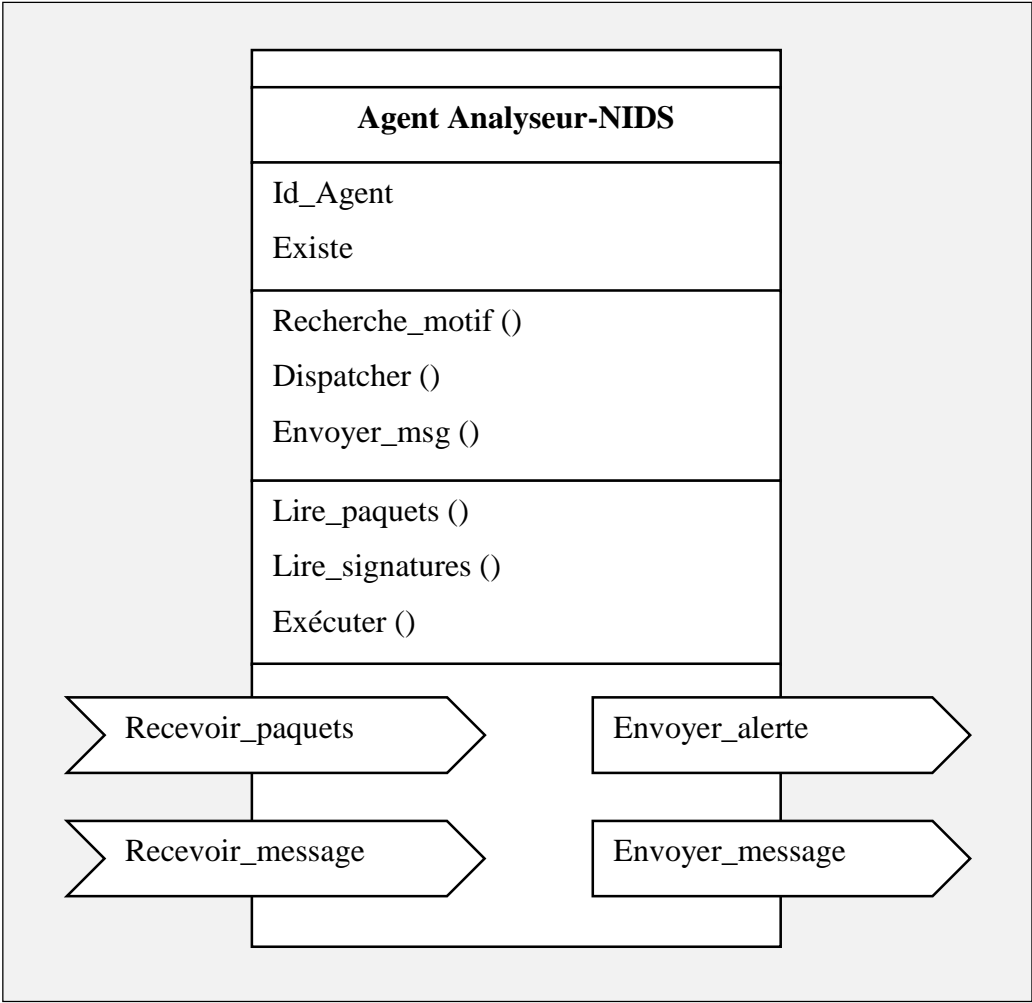 Agent Analyseur-NIDS
Id_Agent
Existe
Recherche_motif ()
Dispatcher ()
Envoyer_msg ()
Lire_paquets ()
Lire_signatures ()
Exécuter ()
Recevoir_paquets
Envoyer_alerte
Recevoir_message
Envoyer_message